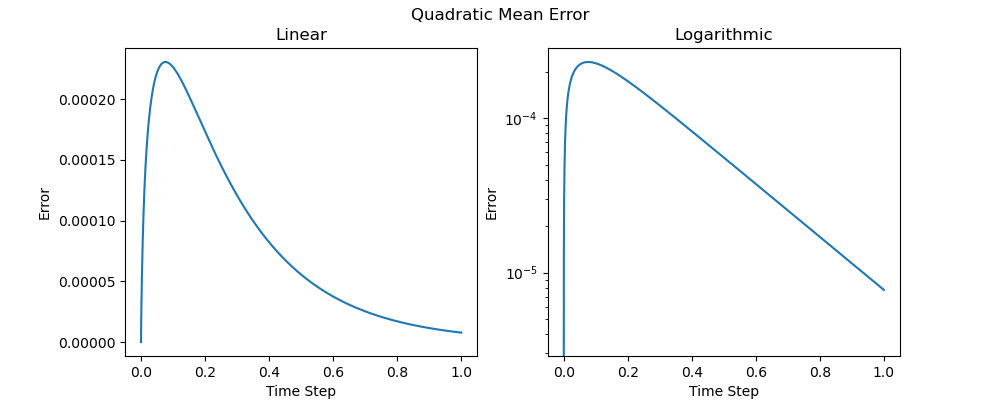 Quadratic Mean Error
Linear
Error
0.00020
0.00015
0.00010
0.00005
0.00000
0.0 0.2 0.4 0.6 0.8 1.0
Time Step
Logarithmic
Error
10⁻⁴
10⁻⁵
0.0 0.2 0.4 0.6 0.8 1.0
Time Step